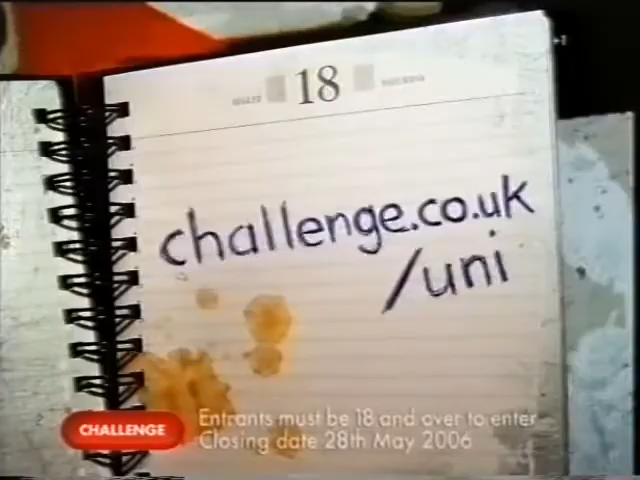 18
challenge.co.uk
/uni
CHALLENGE
Entrants must be 18 and over to enter
Closing date 28th May 2006